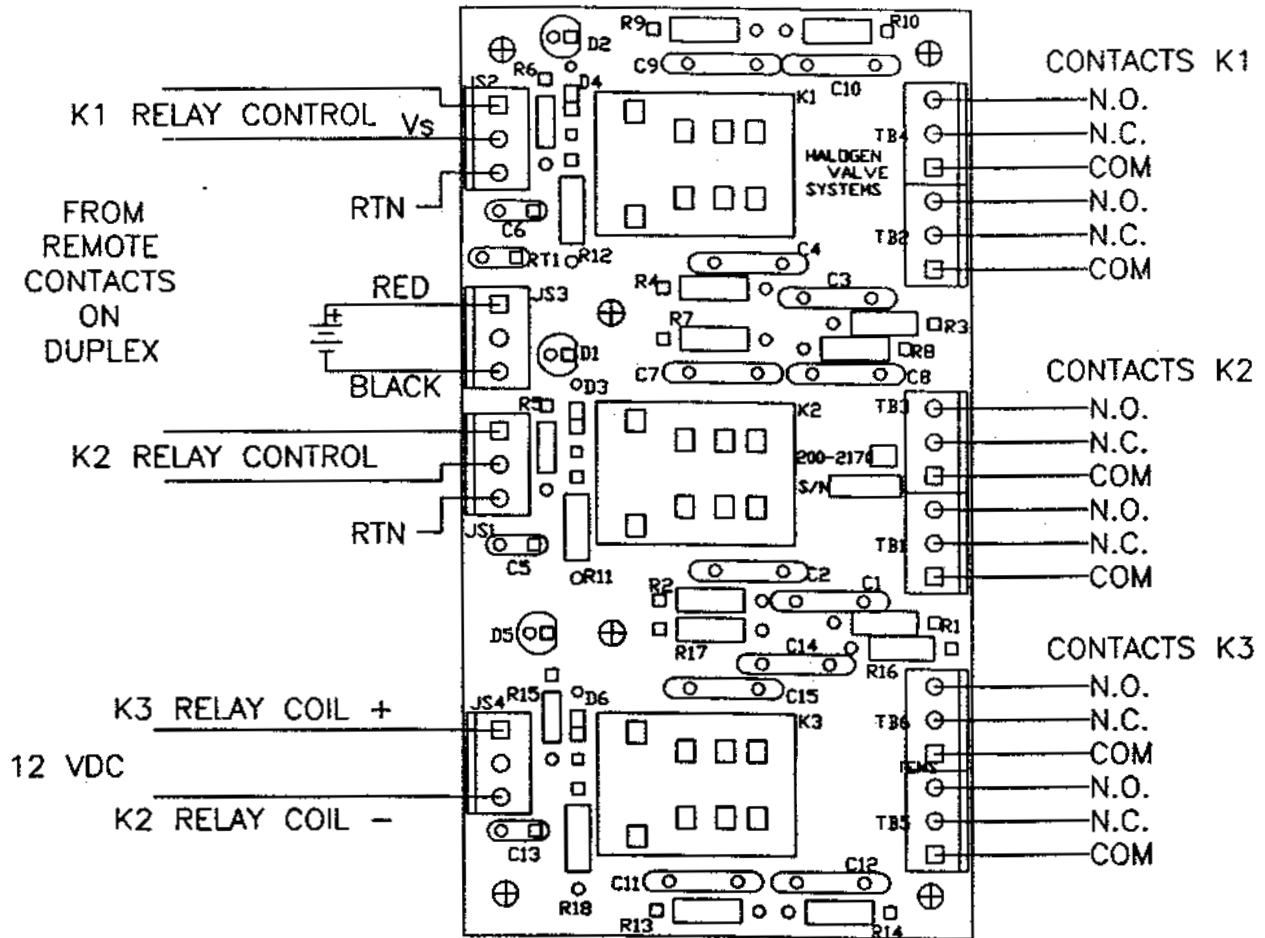 R9
R10
D2
C9
C10
CONTACTS K1
JS2
R6
D4
K1
N.O.
K1 RELAY CONTROL
Vs
TB4
N.C.
HALOGEN
VALVE
SYSTEMS
COM
RTN
N.O.
C6
TB2
N.C.
FROM
REMOTE
CONTACTS
ON
DUPLEX
RT1
R12
C4
COM
RED
JS3
R4
C3
+
R7
R3
D1
R8
BLACK
C7
C8
CONTACTS K2
D3
R5
K2
TB3
N.O.
K2 RELAY CONTROL
N.C.
200-217
S/N
COM
N.O.
RTN
JS1
C5
TB1
N.C.
R11
C2
COM
R2
C1
D5
R17
R1
C14
R16
CONTACTS K3
R15
D6
C15
N.O.
K3 RELAY COIL +
JS4
K3
TB6
N.C.
12 VDC
COM
N.O.
K2 RELAY COIL -
TB5
N.C.
C13
COM
C11
C12
R18
R13
R14